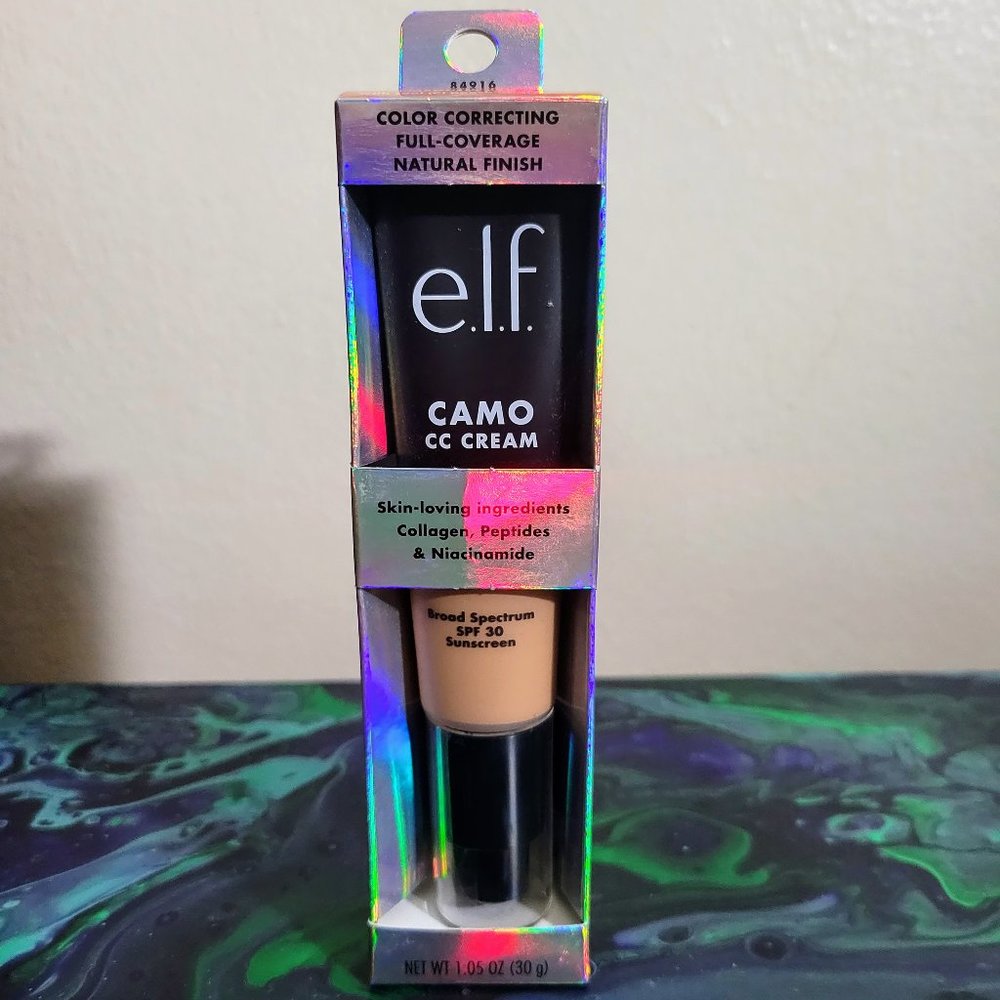 84916
COLOR CORRECTING
FULL-COVERAGE
NATURAL FINISH
e.l.f.
CAMO
CC CREAM
Skin-loving ingredients
Collagen, Peptides
& Niacinamide
Broad Spectrum
SPF 30
Sunscreen
NET WT 1.05 OZ (30 g)